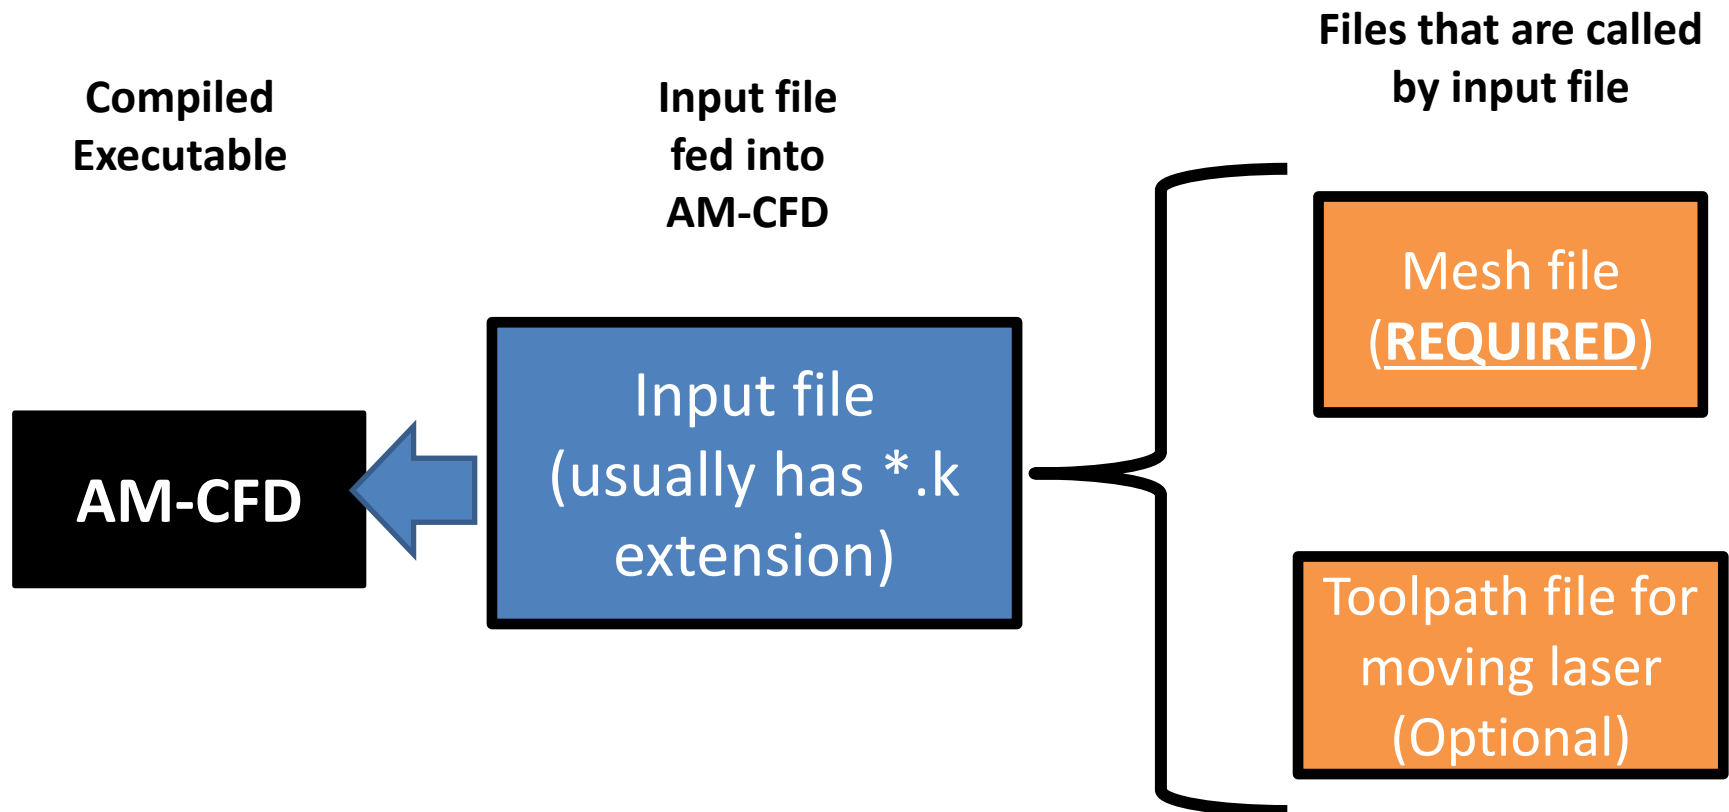 Compiled
Executable
Input file
fed into
AM-CFD
Files that are called
by input file
AM-CFD
Input file
(usually has *.k
extension)
Mesh file
(REQUIRED)
Toolpath file for
moving laser
(Optional)